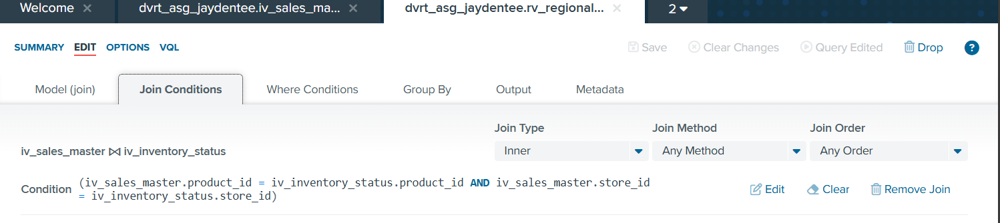 Welcome ✕ dvrt_asg_jaydentee.iv_sales_ma... ✕ dvrt_asg_jaydentee.rv_regional... ✕ 2
SUMMARY EDIT OPTIONS VQL Save Clear Changes Query Edited Drop ?
Model (join) Join Conditions Where Conditions Group By Output Metadata
Join Type Join Method Join Order
iv_sales_master ⋈ iv_inventory_status Inner Any Method Any Order
Condition (iv_sales_master.product_id = iv_inventory_status.product_id AND iv_sales_master.store_id
= iv_inventory_status.store_id) Edit Clear Remove Join